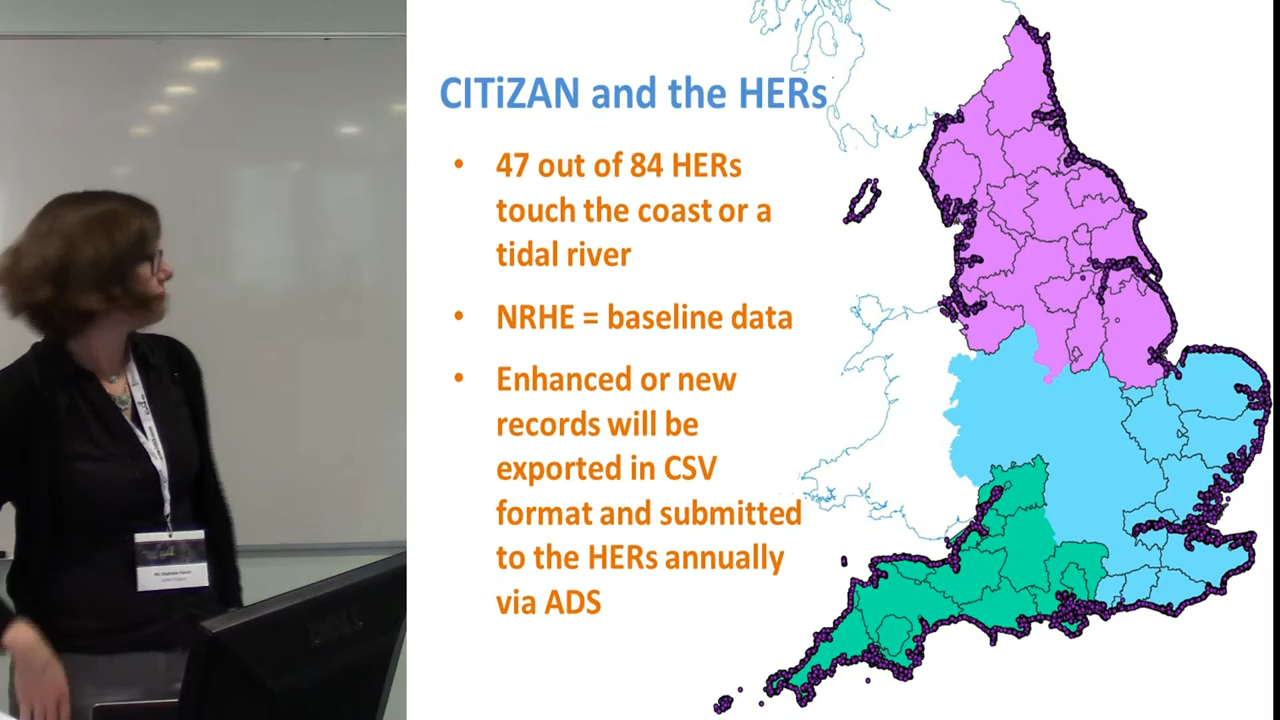 CITiZAN and the HERs
• 47 out of 84 HERs
touch the coast or a
tidal river
• NRHE = baseline data
• Enhanced or new
records will be
exported in CSV
format and submitted
to the HERs annually
via ADS